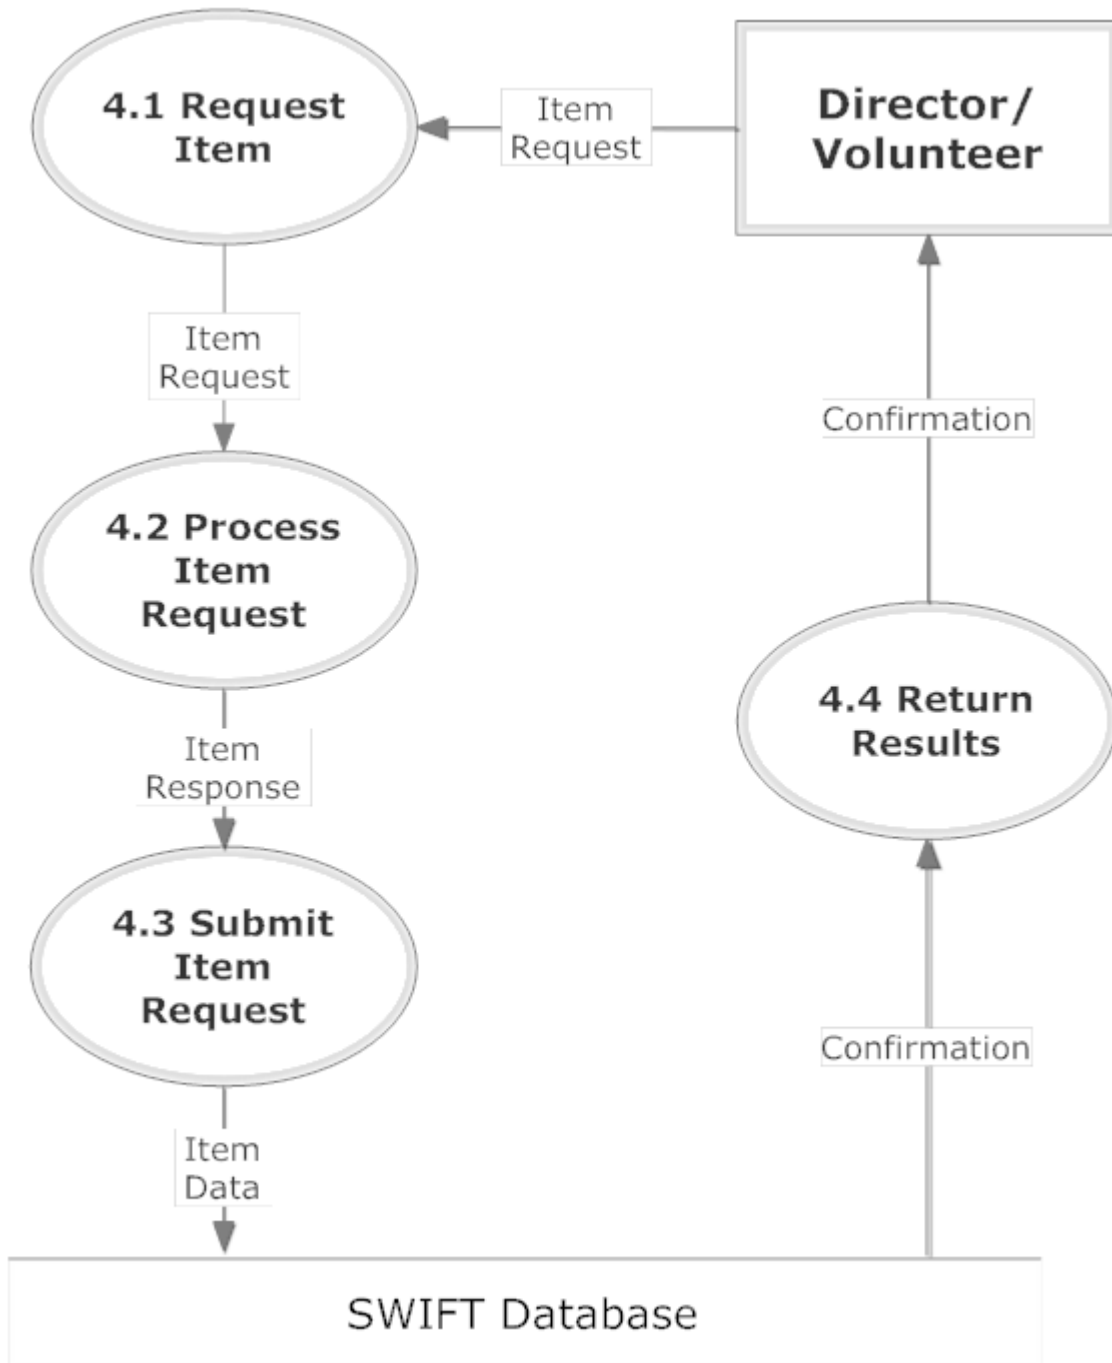 4.1 Request
Item
Item
Request
Director/
Volunteer
Item
Request
Confirmation
4.2 Process
Item
Request
4.4 Return
Results
Item
Response
4.3 Submit
Item
Request
Confirmation
Item
Data
SWIFT Database